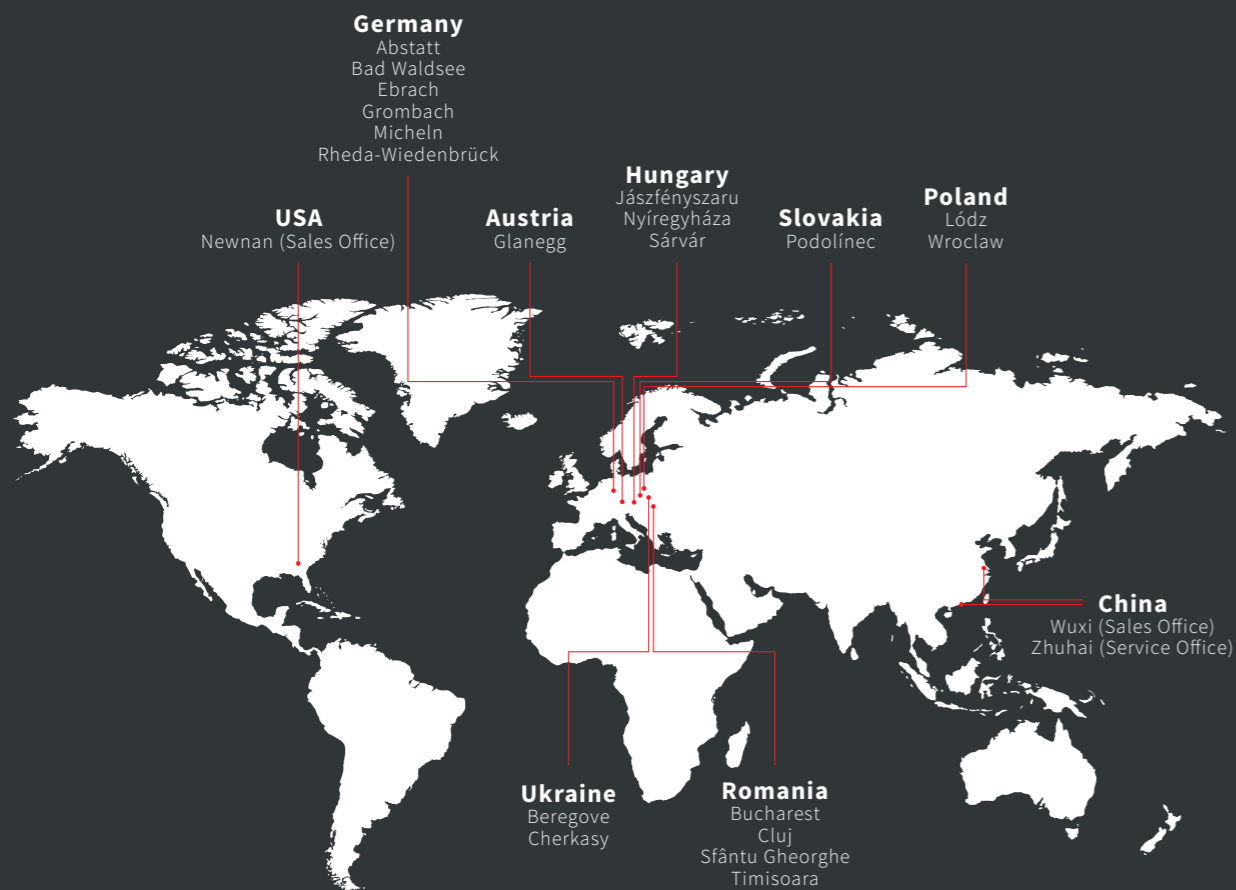 Germany
Abstatt
Bad Waldsee
Ebrach
Grombach
Micheln
Rheda-Wiedenbrück
USA
Newnan (Sales Office)
Austria
Glanegg
Hungary
Jászfényszaru
Nyíregyháza
Sárvár
Slovakia
Podolínec
Poland
Lódz
Wroclaw
China
Wuxi (Sales Office)
Zhuhai (Service Office)
Ukraine
Beregove
Cherkasy
Romania
Bucharest
Cluj
Sfântu Gheorghe
Timisoara